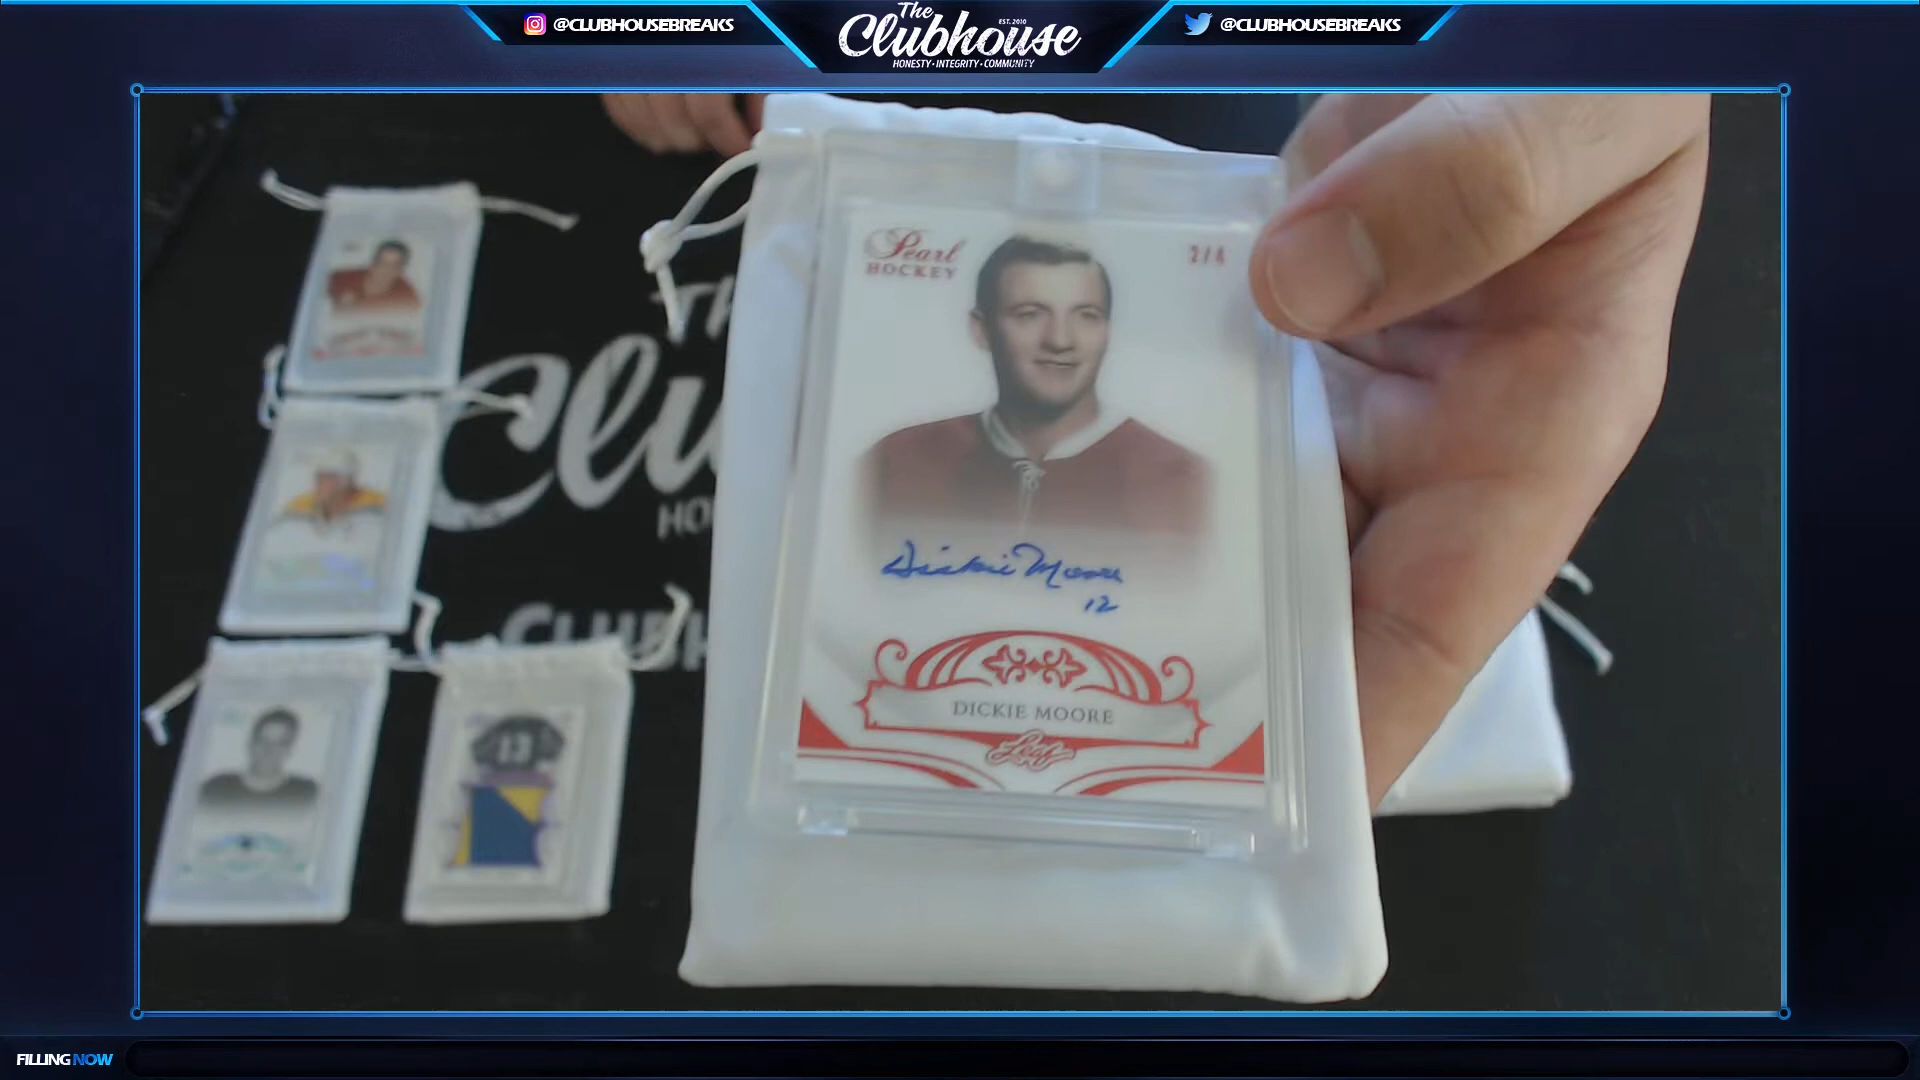 @CLUBHOUSEBREAKS
The
EST. 2010
Clubhouse
HONESTY • INTEGRITY • COMMUNITY
@CLUBHOUSEBREAKS
Pearl
HOCKEY
2/4
Dickie Moore
12
DICKIE MOORE
Leaf
13
FILLING NOW